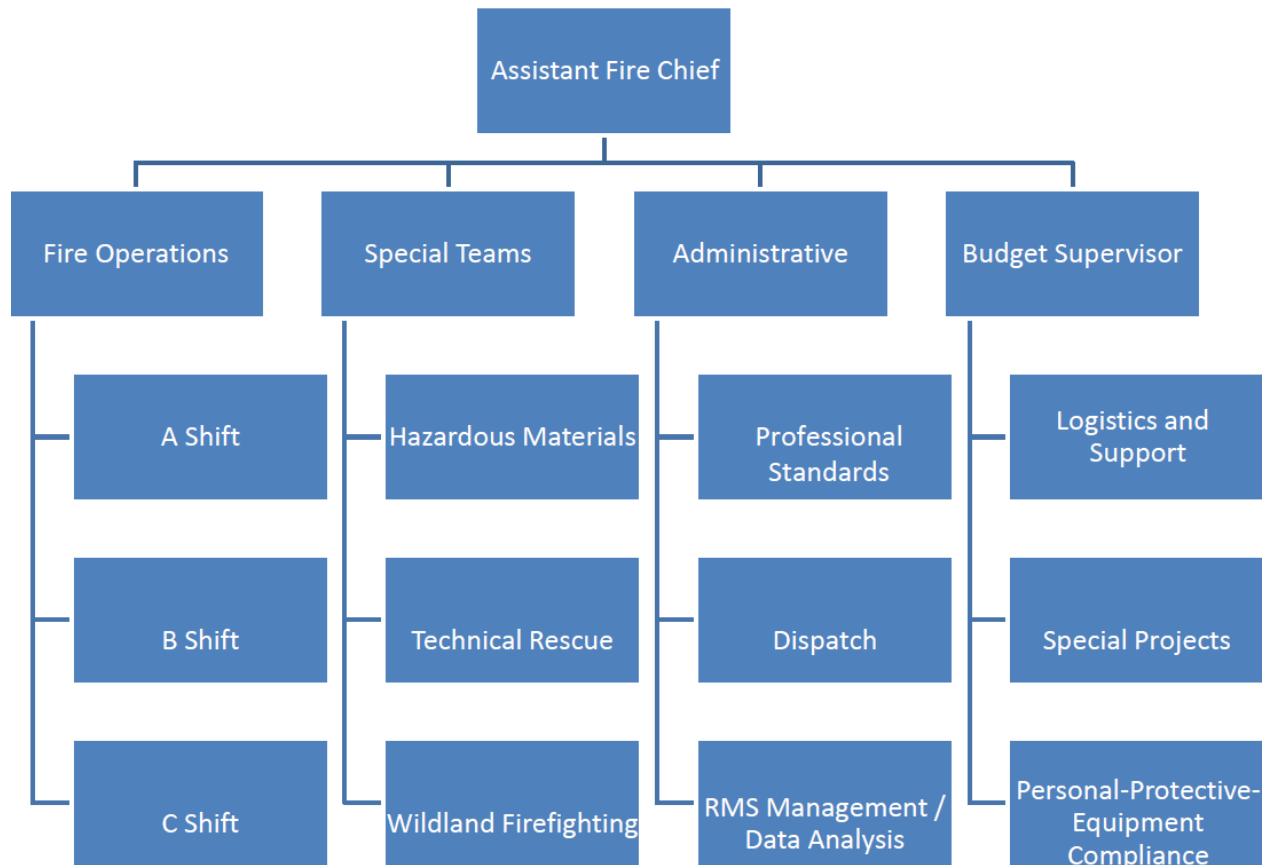 Assistant Fire Chief
Fire Operations
Special Teams
Administrative
Budget Supervisor
A Shift
Hazardous Materials
Professional
Standards
Logistics and
Support
B Shift
Technical Rescue
Dispatch
Special Projects
C Shift
Wildland Firefighting
RMS Management /
Data Analysis
Personal-Protective-
Equipment
Compliance